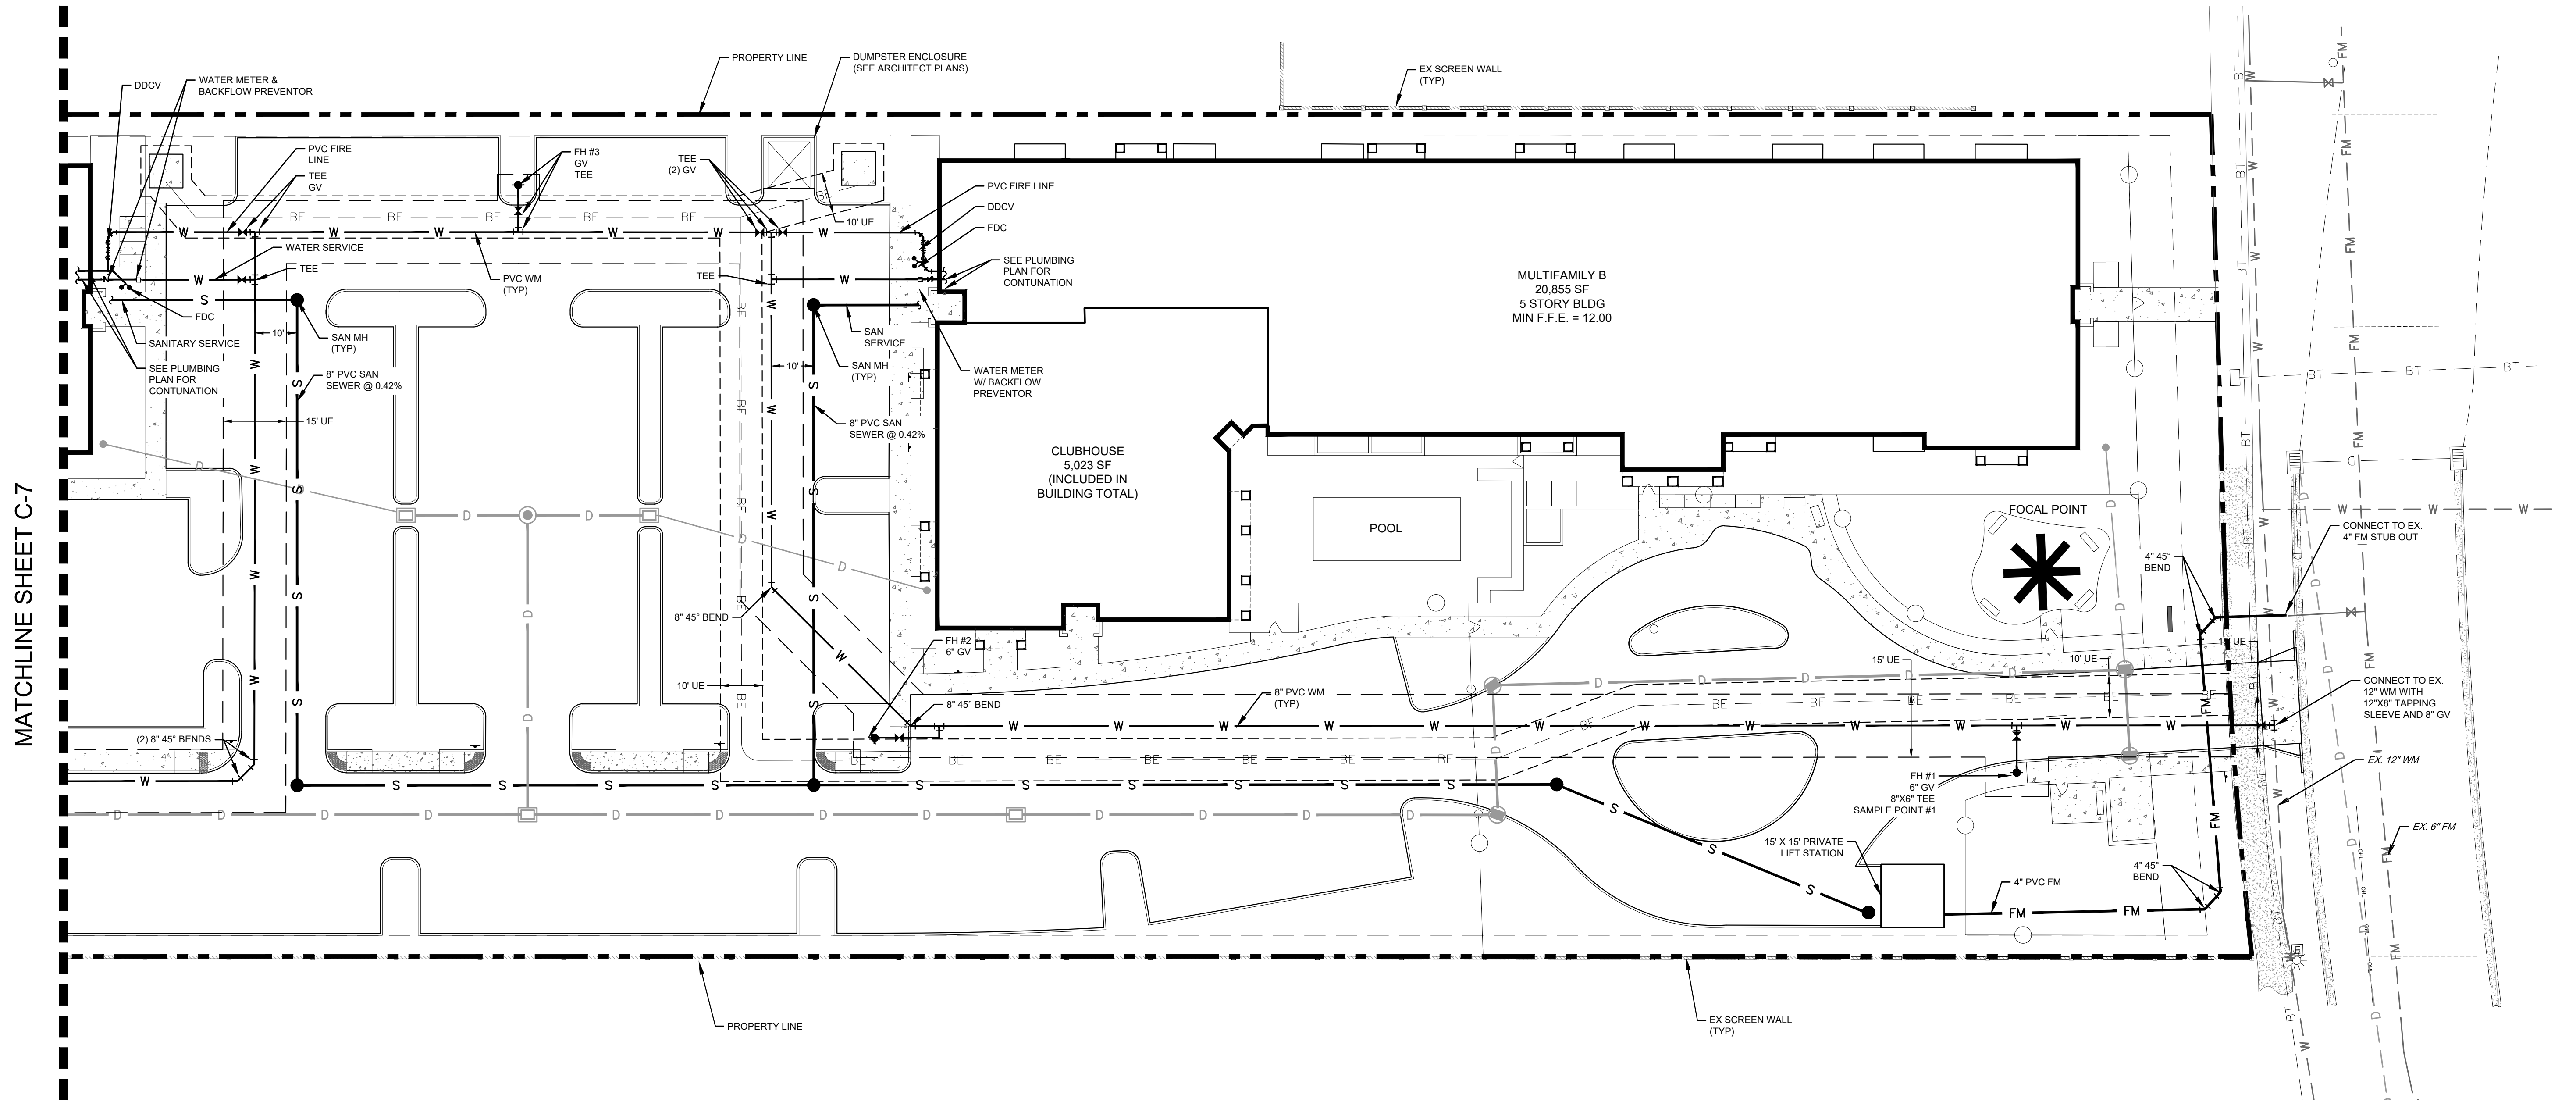 MATCHLINE SHEET C-7
DDCV
WATER METER &
BACKFLOW PREVENTOR
PROPERTY LINE
DUMPSTER ENCLOSURE
(SEE ARCHITECT PLANS)
EX SCREEN WALL
(TYP)
PVC FIRE
LINE
TEE
GV
FH #3
GV
TEE
TEE
(2) GV
10' UE
PVC FIRE LINE
DDCV
FDC
SEE PLUMBING
PLAN FOR
CONTUNATION
WATER SERVICE
TEE
PVC WM
(TYP)
TEE
FDC
SANITARY SERVICE
SEE PLUMBING
PLAN FOR
CONTUNATION
10'
SAN MH
(TYP)
8" PVC SAN
SEWER @ 0.42%
15' UE
10'
SAN
SERVICE
SAN MH
(TYP)
WATER METER
W/ BACKFLOW
PREVENTOR
8" PVC SAN
SEWER @ 0.42%
MULTIFAMILY B
20,855 SF
5 STORY BLDG
MIN F.F.E. = 12.00
CLUBHOUSE
5,023 SF
(INCLUDED IN
BUILDING TOTAL)
POOL
FOCAL POINT
4" 45°
BEND
CONNECT TO EX.
4" FM STUB OUT
8" 45° BEND
FH #2
6" GV
10' UE
8" 45° BEND
8" PVC WM
(TYP)
15' UE
10' UE
15' UE
CONNECT TO EX.
12" WM WITH
12"X8" TAPPING
SLEEVE AND 8" GV
EX. 12" WM
EX. 6" FM
(2) 8" 45° BENDS
FH #1
6" GV
8"X6" TEE
SAMPLE POINT #1
15' X 15' PRIVATE
LIFT STATION
4" PVC FM
4" 45°
BEND
PROPERTY LINE
EX SCREEN WALL
(TYP)
W
S
D
BE
FM
BT
E